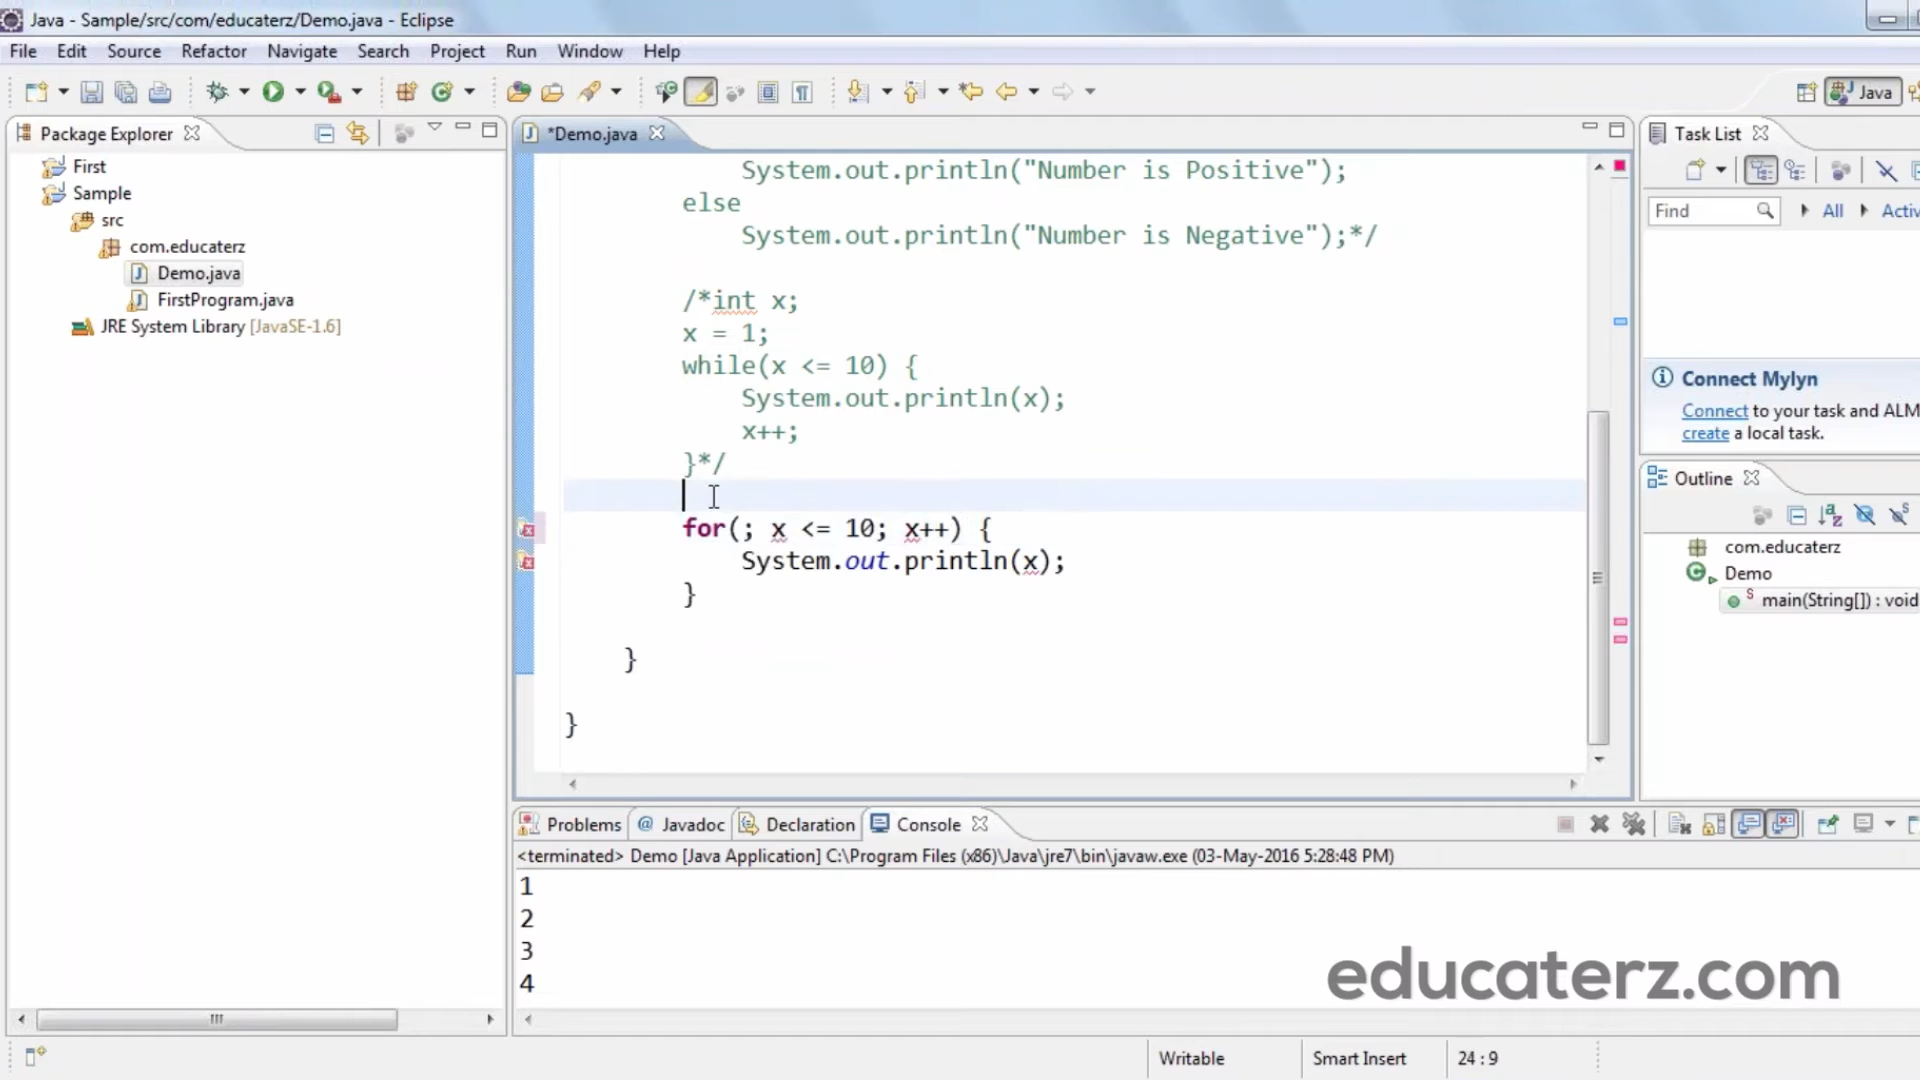 Java - Sample/src/com/educaterz/Demo.java - Eclipse
File Edit Source Refactor Navigate Search Project Run Window Help
Java
Package Explorer
First
Sample
src
com.educaterz
Demo.java
FirstProgram.java
JRE System Library [JavaSE-1.6]
*Demo.java
System.out.println("Number is Positive");
else
System.out.println("Number is Negative");*/
/*int x;
x = 1;
while(x <= 10) {
System.out.println(x);
x++;
}*/
for(; x <= 10; x++) {
System.out.println(x);
}
}
}
Task List
Find All Activ
Connect Mylyn
Connect to your task and ALM
create a local task.
Outline
com.educaterz
Demo
main(String[]) : void
Problems @ Javadoc Declaration Console
<terminated> Demo [Java Application] C:\Program Files (x86)\Java\jre7\bin\javaw.exe (03-May-2016 5:28:48 PM)
1
2
3
4
educaterz.com
Writable Smart Insert 24 : 9